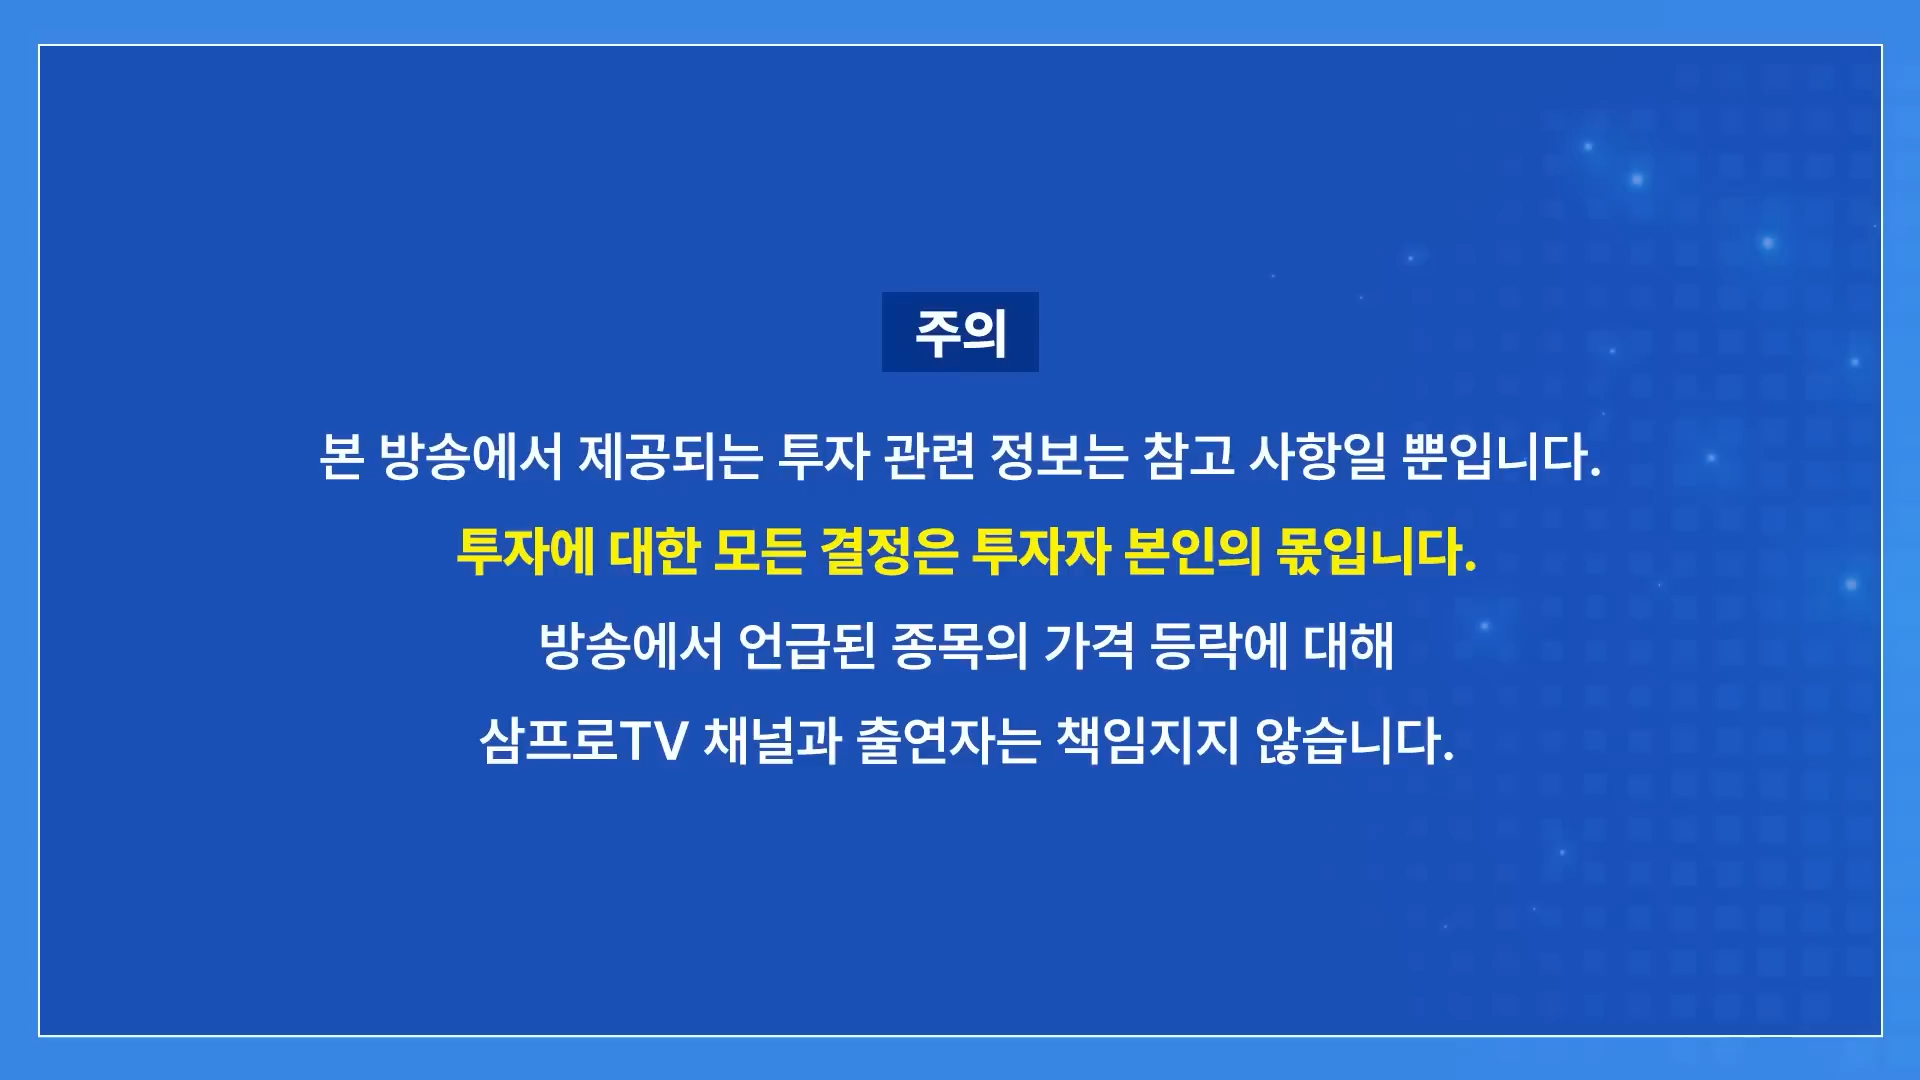 주의
본 방송에서 제공되는 투자 관련 정보는 참고 사항일 뿐입니다.
투자에 대한 모든 결정은 투자자 본인의 몫입니다.
방송에서 언급된 종목의 가격 등락에 대해
삼프로TV 채널과 출연자는 책임지지 않습니다.